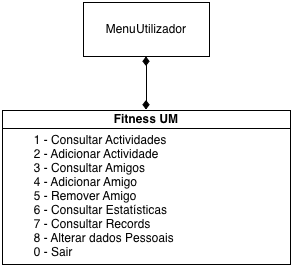 MenuUtilizador
Fitness UM
1 - Consultar Actividades
2 - Adicionar Actividade
3 - Consultar Amigos
4 - Adicionar Amigo
5 - Remover Amigo
6 - Consultar Estatísticas
7 - Consultar Records
8 - Alterar dados Pessoais
0 - Sair